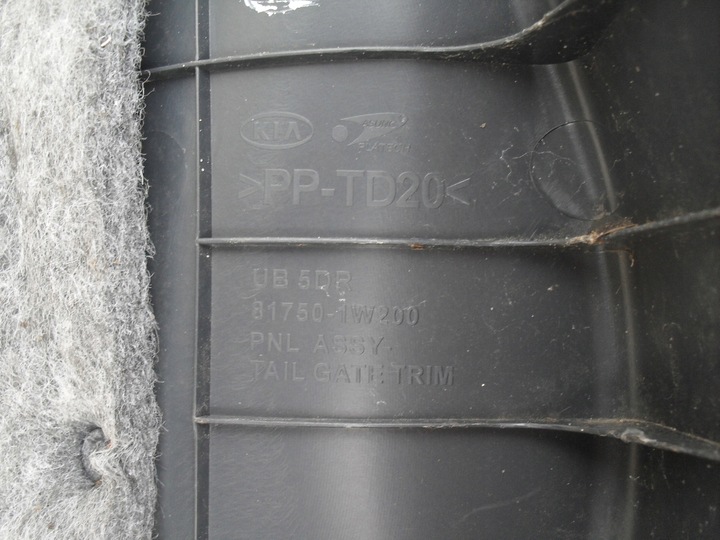 KIA
>PP-TD20<
UB 5DR
81750-1W200
PNL ASSY-
TAIL GATE TRIM